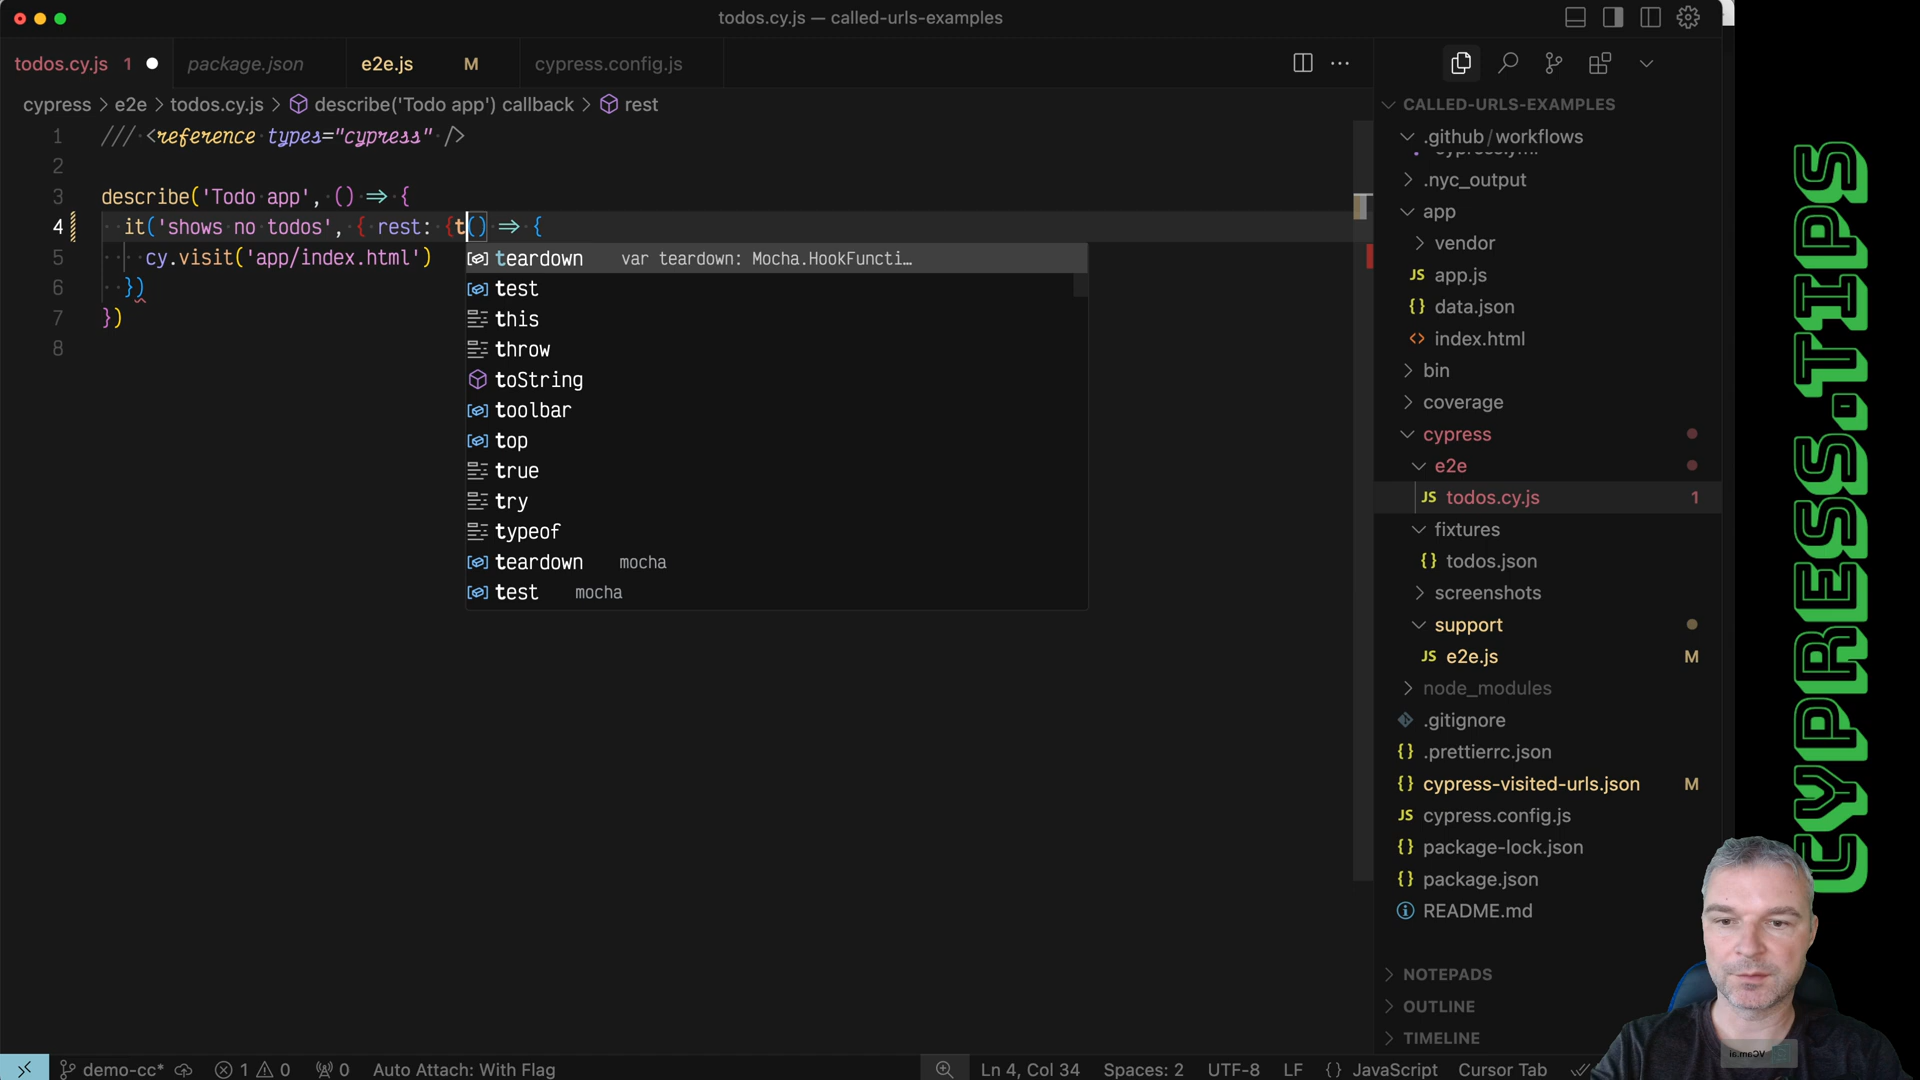 todos.cy.js — called-urls-examples
todos.cy.js 1
package.json
e2e.js M
cypress.config.js
cypress > e2e > todos.cy.js > describe('Todo app') callback > rest
1 /// <reference types="cypress" />
2
3 describe('Todo app', () => {
4 it('shows no todos', { rest: {t() => {
5 cy.visit('app/index.html')
6 })
7 })
8
teardown var teardown: Mocha.HookFuncti…
test
this
throw
toString
toolbar
top
true
try
typeof
teardown mocha
test mocha
CALLED-URLS-EXAMPLES
.github/workflows
cypress.yml
.nyc_output
app
vendor
JS app.js
{} data.json
<> index.html
bin
coverage
cypress
e2e
JS todos.cy.js 1
fixtures
{} todos.json
screenshots
support
JS e2e.js M
node_modules
.gitignore
{} .prettierrc.json
{} cypress-visited-urls.json M
JS cypress.config.js
{} package-lock.json
{} package.json
README.md
NOTEPADS
OUTLINE
TIMELINE
CYPRESS.TIPS
VCam.ai
demo-cc* 1 0 0 Auto Attach: With Flag
Ln 4, Col 34 Spaces: 2 UTF-8 LF {} JavaScript Cursor Tab